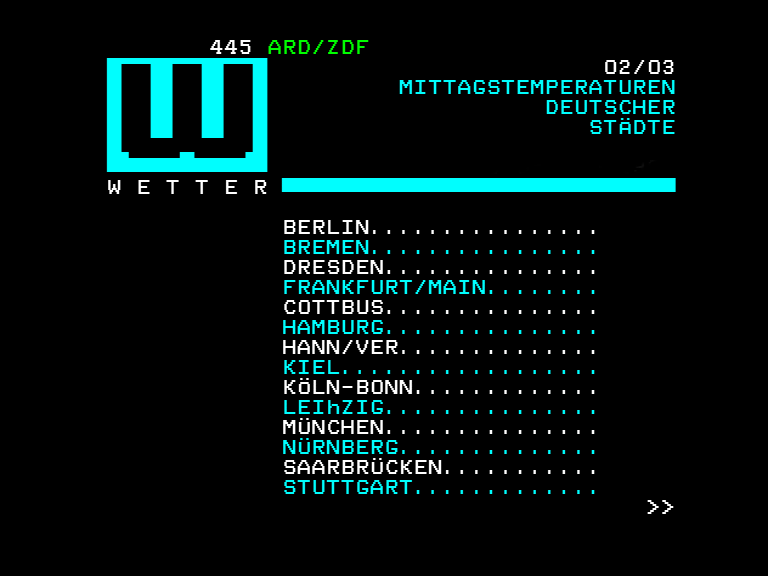 445 ARD/ZDF
02/03
MITTAGSTEMPERATUREN
DEUTSCHER
STÄDTE
W E T T E R
BERLIN................
BREMEN................
DRESDEN...............
FRANKFURT/MAIN........
COTTBUS...............
HAMBURG...............
HANN/VER..............
KIEL..................
KÖLN-BONN.............
LEIhZIG...............
MÜNCHEN...............
NÜRNBERG..............
SAARBRÜCKEN...........
STUTTGART.............
>>